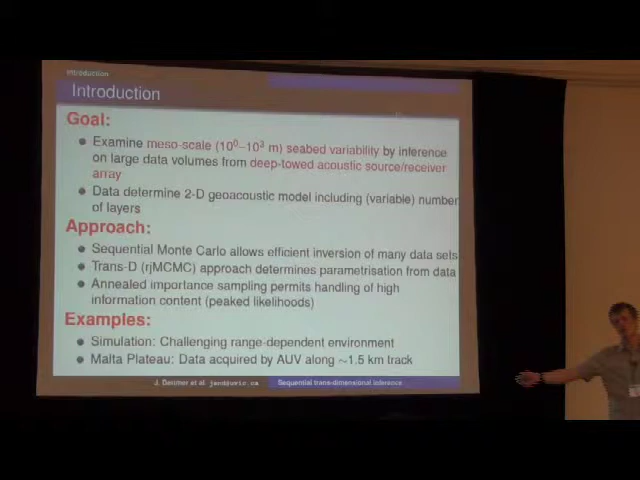 Introduction
Introduction
Goal:
Examine meso-scale (10⁰–10³ m) seabed variability by inference
on large data volumes from deep-towed acoustic source/receiver
array
Data determine 2-D geoacoustic model including (variable) number
of layers
Approach:
Sequential Monte Carlo allows efficient inversion of many data sets
Trans-D (rjMCMC) approach determines parametrisation from data
Annealed importance sampling permits handling of high
information content (peaked likelihoods)
Examples:
Simulation: Challenging range-dependent environment
Malta Plateau: Data acquired by AUV along ~1.5 km track
J. Dettmer et al. jand@uvic.ca Sequential trans-dimensional inference